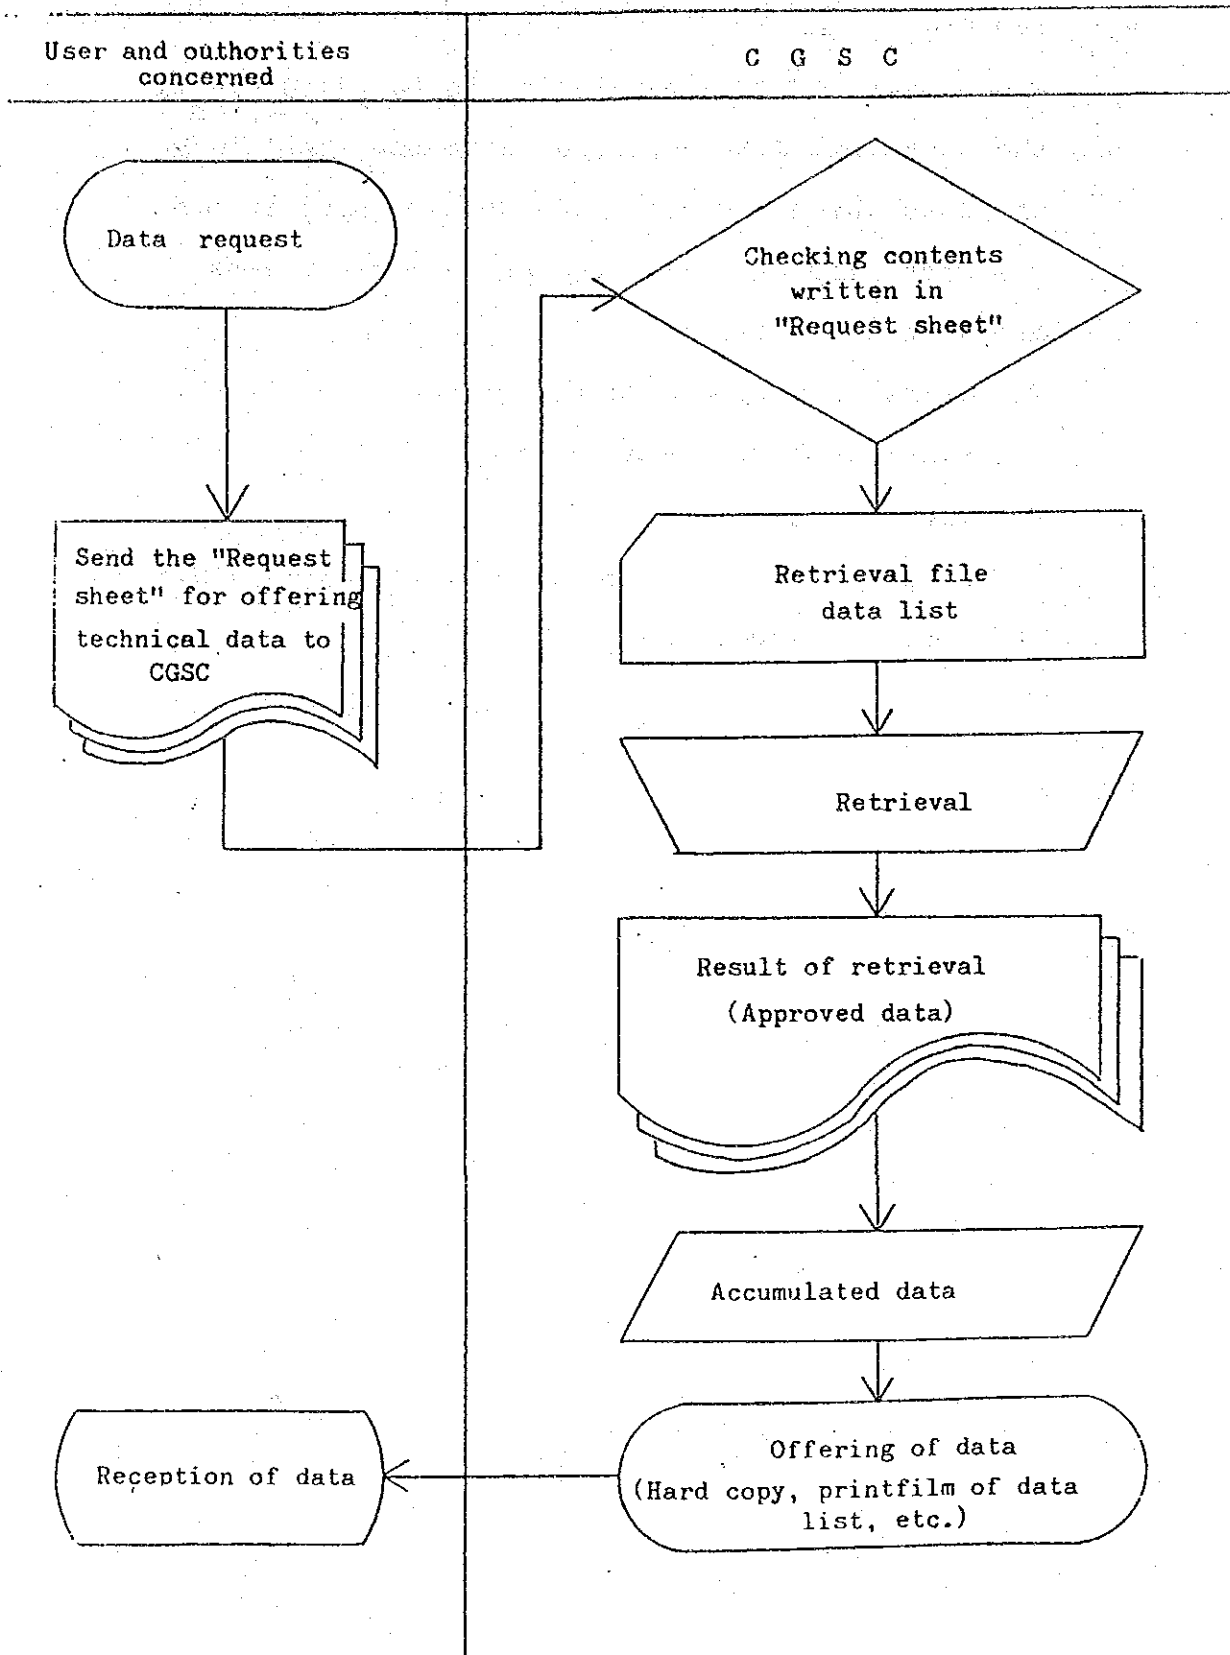 User and outhorities
concerned
C G S C
Data request
Send the "Request
sheet" for offering
technical data to
CGSC
Checking contents
written in
"Request sheet"
Retrieval file
data list
Retrieval
Result of retrieval
(Approved data)
Accumulated data
Offering of data
(Hard copy, printfilm of data
list, etc.)
Reception of data